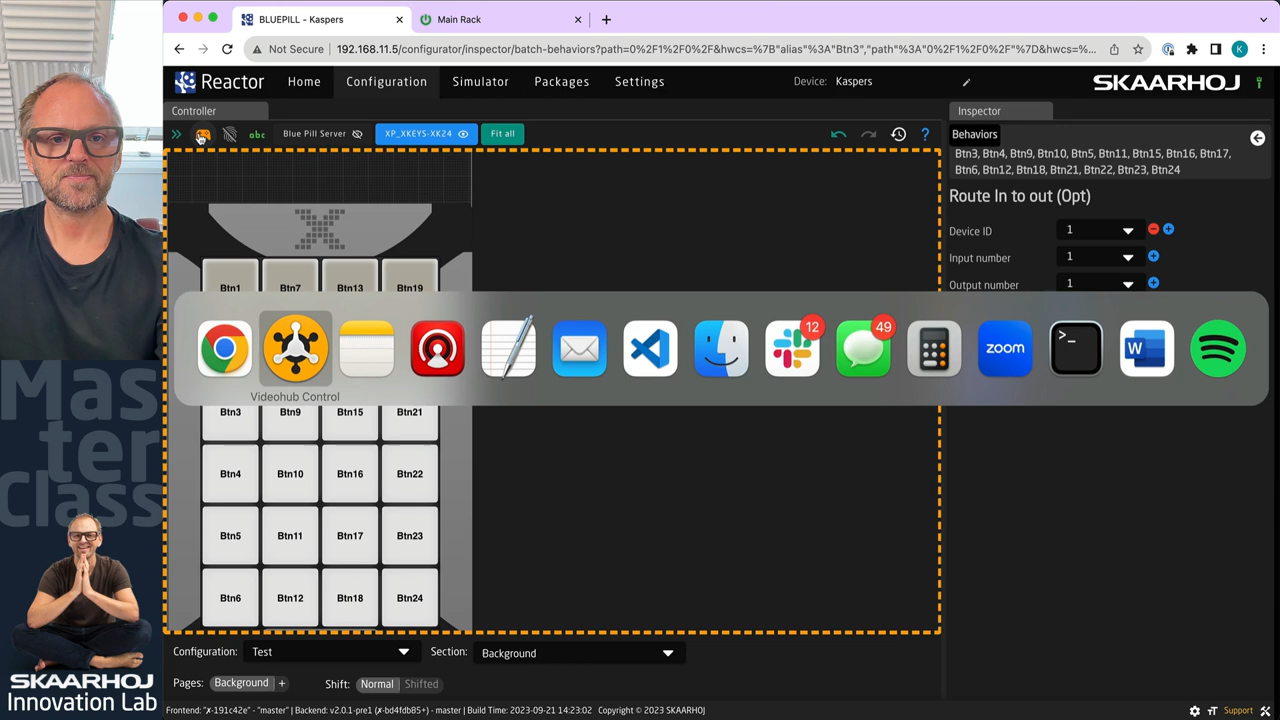 BLUEPILL - Kaspers
Main Rack
Not Secure
192.168.11.5/configurator/inspector/batch-behaviors?path=0%2F1%2F0%2F&hwcs=%7B"alias"%3A"Btn3","path"%3A"0%2F1%2F0%2F"%7D&hwcs=%...
K
Reactor
Home
Configuration
Simulator
Packages
Settings
Device:
Kaspers
SKAARHOJ
Controller
Inspector
abc
Blue Pill Server
XP_XKEYS-XK24
Fit all
?
Behaviors
Btn3, Btn4, Btn9, Btn10, Btn5, Btn11, Btn15, Btn16, Btn17,
Btn6, Btn12, Btn18, Btn21, Btn22, Btn23, Btn24
Route In to out (Opt)
Device ID 1
Input number 1
Output number 1
Btn1 Btn7 Btn13 Btn19
12
49
zoom
>_
W
Videohub Control
Btn3 Btn9 Btn15 Btn21
Btn4 Btn10 Btn16 Btn22
Btn5 Btn11 Btn17 Btn23
Btn6 Btn12 Btn18 Btn24
Configuration: Test
Section: Background
Pages: Background +
Shift: Normal Shifted
Frontend: "✗-191c42e" - "master" | Backend: v2.0.1-pre1 (✗-bd4fdb85+) - master | Build Time: 2023-09-21 14:23:02 Copyright © 2023 SKAARHOJ
Support
Mas
ter
Class
SKAARHOJ
Innovation Lab